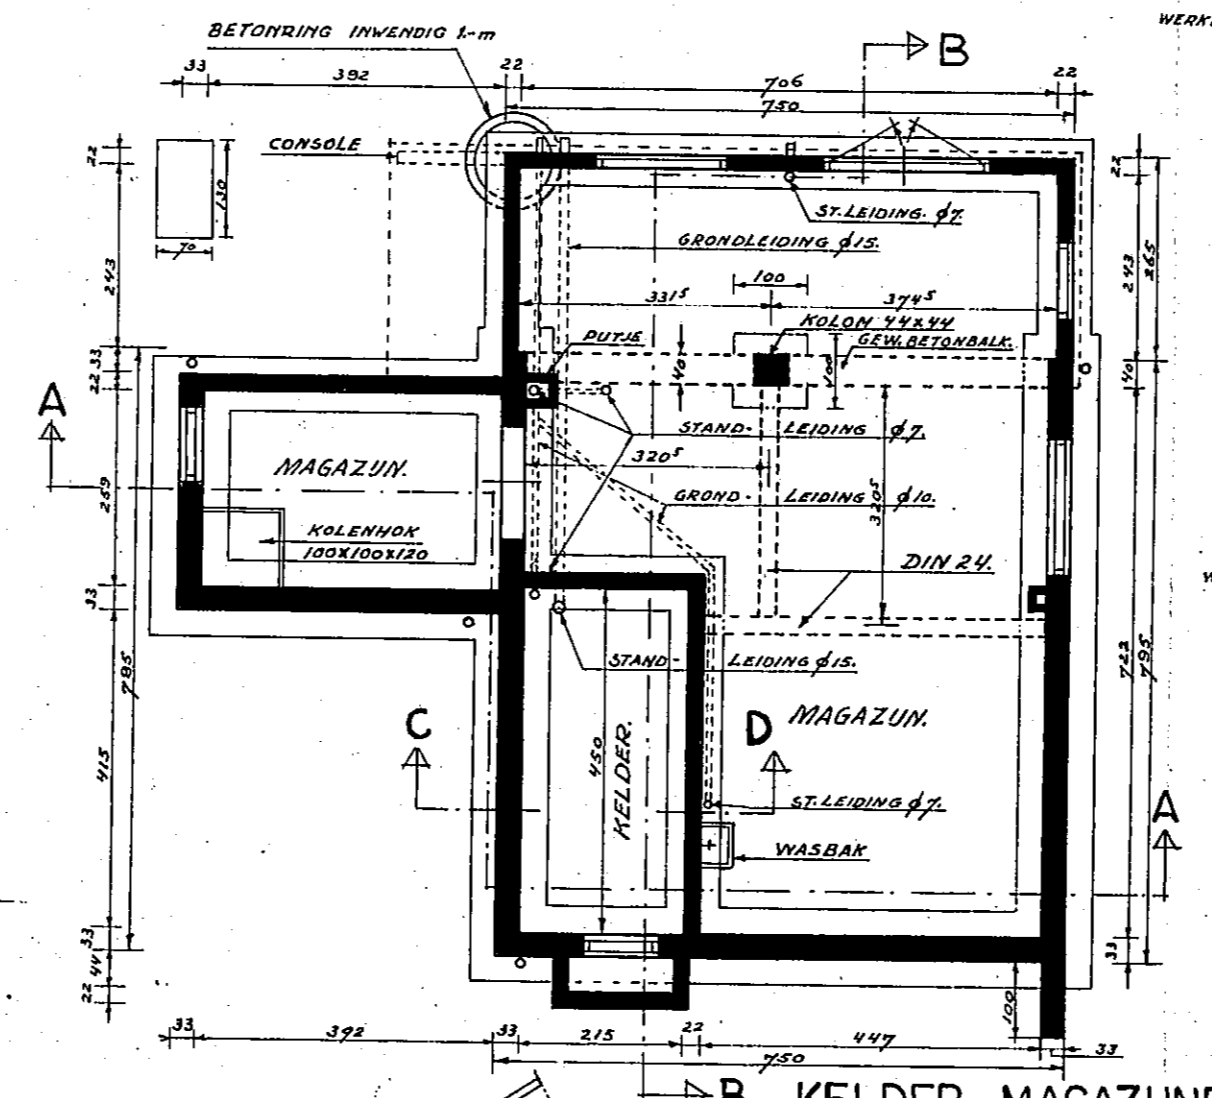 BETONRING INWENDIG 1.-m
WERK
B
33
392
22
706
22
750
CONSOLE
22
130
70
ST. LEIDING. ø7.
GRONDLEIDING ø15.
22
243
265
243
100
331⁵
374⁵
KOLOM 44x44
GEW. BETONBALK.
PUTJE
40
100
33
22
40
A
STAND- LEIDING ø7.
320⁵
MAGAZIJN.
GROND- LEIDING ø10.
320⁵
269
KOLENHOK
100X100X120
DIN 24.
33
STAND- LEIDING ø15.
785
722
795
C
D
MAGAZIJN.
415
450
KELDER.
ST. LEIDING ø7.
A
WASBAK
33
44
22
33
100
33
392
33
215
22
447
33
750
B
KELDER MAGAZIJN